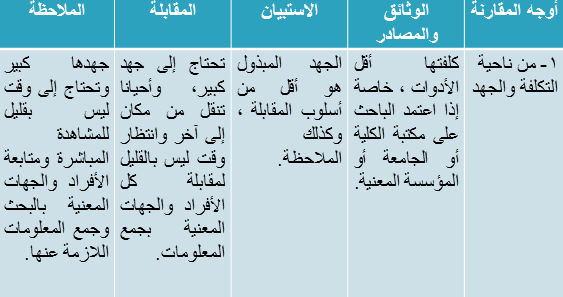 أوجه المقارنة
الوثائق
والمصادر
الاستبيان
المقابلة
الملاحظة
١- من ناحية
التكلفة والجهد
كلفتها أقل
الأدوات ، خاصة
إذا اعتمد الباحث
على مكتبة الكلية
أو الجامعة أو
المؤسسة المعنية.
الجهد المبذول
هو أقل من
أسلوب المقابلة ،
وكذلك
الملاحظة.
تحتاج إلى جهد
كبير، وأحيانا
تنقل من مكان
إلى آخر وانتظار
وقت ليس بالقليل
لمقابلة كل
الأفراد والجهات
المعنية بجمع
المعلومات.
جهدها كبير
وتحتاج إلى وقت
ليس بقليل
للمشاهدة
المباشرة ومتابعة
الأفراد والجهات
المعنية بالبحث
وجمع المعلومات
اللازمة عنها.